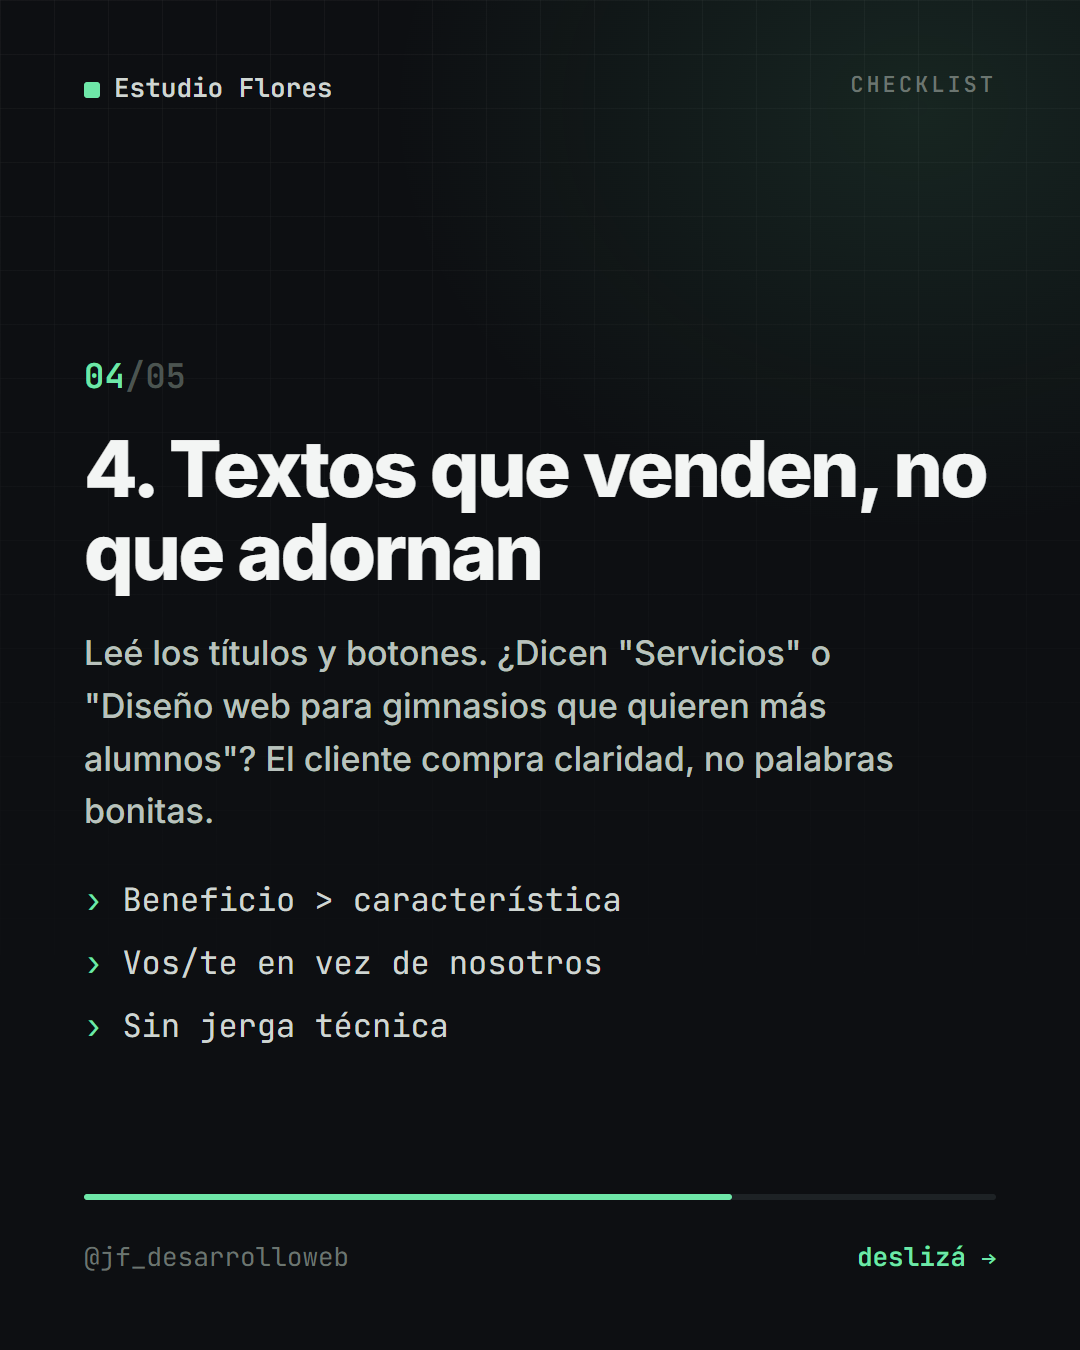 Estudio Flores
CHECKLIST
04/05
4. Textos que venden, no
que adornan
Leé los títulos y botones. ¿Dicen "Servicios" o
"Diseño web para gimnasios que quieren más
alumnos"? El cliente compra claridad, no palabras
bonitas.
› Beneficio > característica
› Vos/te en vez de nosotros
› Sin jerga técnica
@jf_desarrolloweb
deslizá →